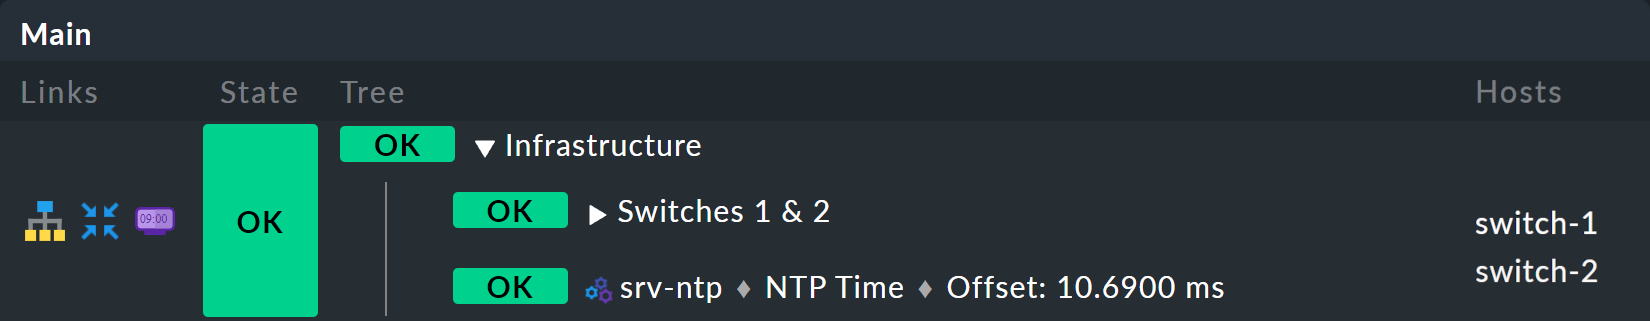 Main
Links State Tree Hosts
OK Infrastructure
09:00 OK OK Switches 1 & 2 switch-1
switch-2
OK srv-ntp ♦ NTP Time ♦ Offset: 10.6900 ms